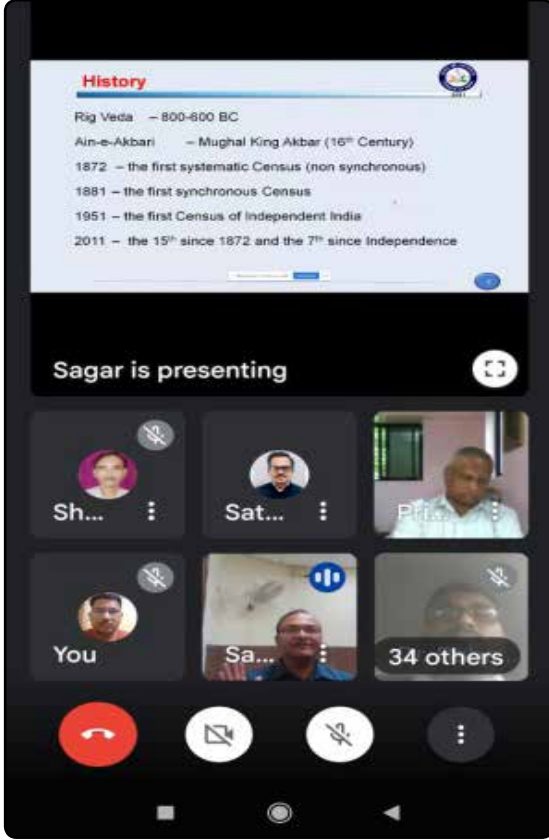 History
2011
Rig Veda – 800-600 BC
Ain-e-Akbari – Mughal King Akbar (16th Century)
1872 – the first systematic Census (non synchronous)
1881 – the first synchronous Census
1951 – the first Census of Independent India
2011 – the 15th since 1872 and the 7th since Independence
Sagar is presenting
Sh...
Sat...
Pri...
You
Sa...
34 others